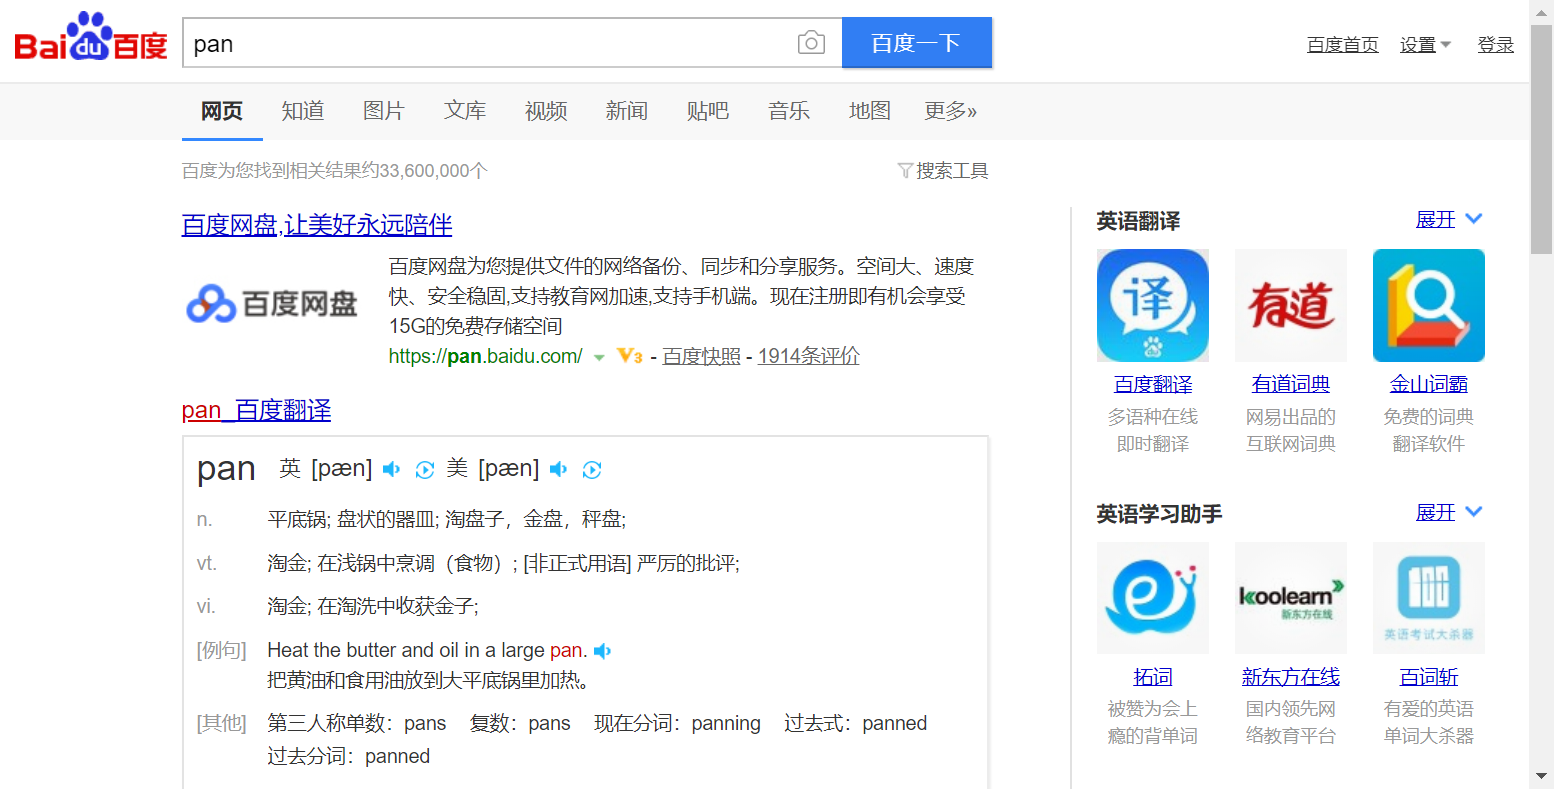 Bai du 百度
pan
百度一下
百度首页 设置 登录
网页 知道 图片 文库 视频 新闻 贴吧 音乐 地图 更多»
百度为您找到相关结果约33,600,000个
搜索工具
百度网盘,让美好永远陪伴
百度网盘
百度网盘为您提供文件的网络备份、同步和分享服务。空间大、速度
快、安全稳固,支持教育网加速,支持手机端。现在注册即有机会享受
15G的免费存储空间
https://pan.baidu.com/ V3 - 百度快照 - 1914条评价
pan_百度翻译
pan 英 [pæn] 美 [pæn]
n. 平底锅; 盘状的器皿; 淘盘子，金盘，秤盘;
vt. 淘金; 在浅锅中烹调（食物）; [非正式用语] 严厉的批评;
vi. 淘金; 在淘洗中收获金子;
[例句] Heat the butter and oil in a large pan.
把黄油和食用油放到大平底锅里加热。
[其他] 第三人称单数：pans 复数：pans 现在分词：panning 过去式：panned
过去分词：panned
英语翻译 展开
译 有道
百度翻译 有道词典 金山词霸
多语种在线 网易出品的 免费的词典
即时翻译 互联网词典 翻译软件
英语学习助手 展开
koolearn
新东方在线
100
英语考试大杀器
拓词 新东方在线 百词斩
被赞为会上 国内领先网 有爱的英语
瘾的背单词 络教育平台 单词大杀器